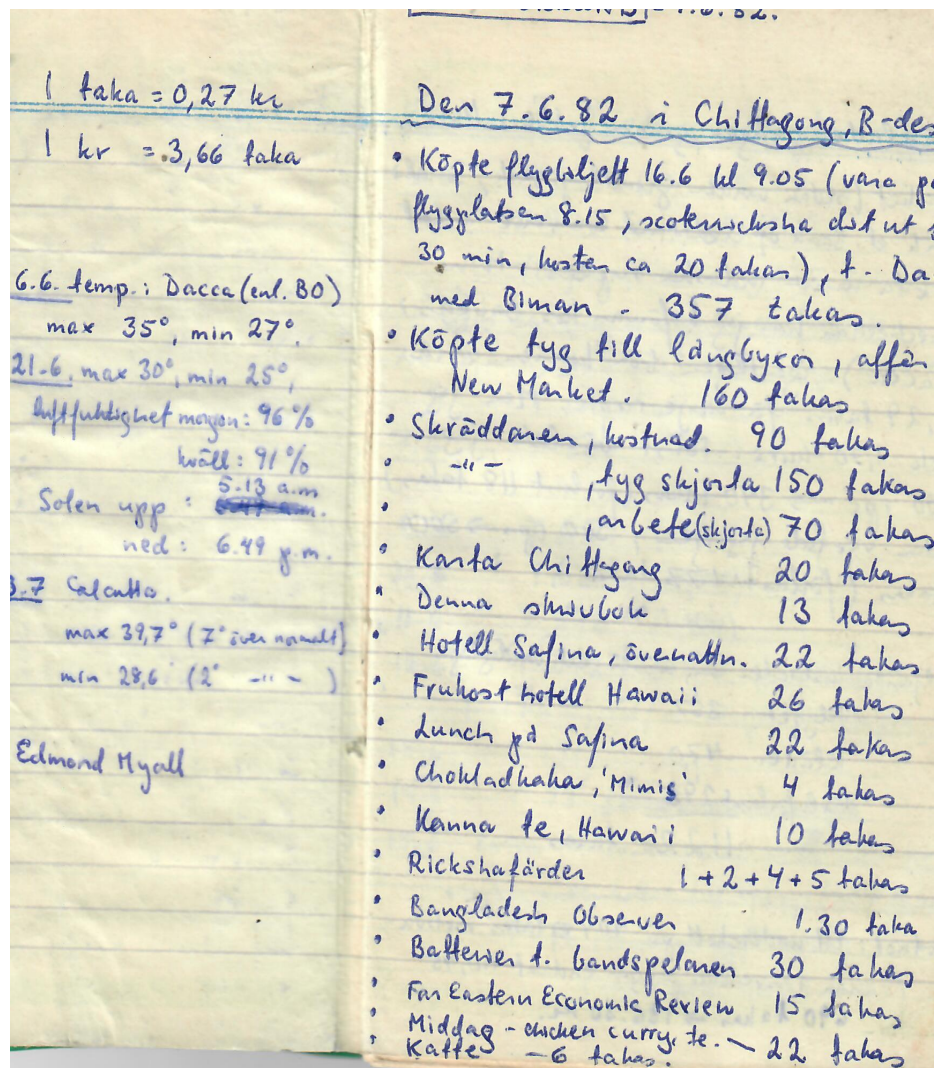 7.6.82.
1 taka = 0,27 kr
1 kr = 3,66 taka
6.6. temp.: Dacca (enl. BO)
max 35°, min 27°.
21.6, max 30°, min 25°,
luftfuktighet morgon: 96 %
kväll: 91 %
5.13 a.m
Solen upp :
ned : 6.49 p.m.
3.7 Calcutta.
max 39,7° (7° över normalt)
min 28,6 (2° -"- )
Edmond Myall
Den 7.6.82 i Chittagong, B-des
• Köpte flygbiljett 16.6 kl 9.05 (vara på
flygplatsen 8.15, scoterricksha dit ut
30 min, kostar ca 20 takas), t. Da
med Biman - 357 takas.
• Köpte tyg till långbyxor, affär
New Market. 160 takas
• Skräddaren, kostnad. 90 takas
• -"- , tyg skjorta 150 takas
• , arbete (skjorta) 70 takas
• Karta Chittagong 20 takas
• Denna skrivbok 13 takas
• Hotell Safina, övernattn. 22 takas
• Frukost hotell Hawaii 26 takas
• Lunch på Safina 22 takas
• Chokladkaka, 'Mimis' 4 takas
• Kanna te, Hawaii 10 takas
• Rickshafärder 1+2+4+5 takas
• Bangladesh Observer 1.30 taka
• Batterier t. bandspelaren 30 takas
• Far Eastern Economic Review 15 takas
• Middag - chicken curry, te. - 22 takas
• Kaffe - 6 takas.